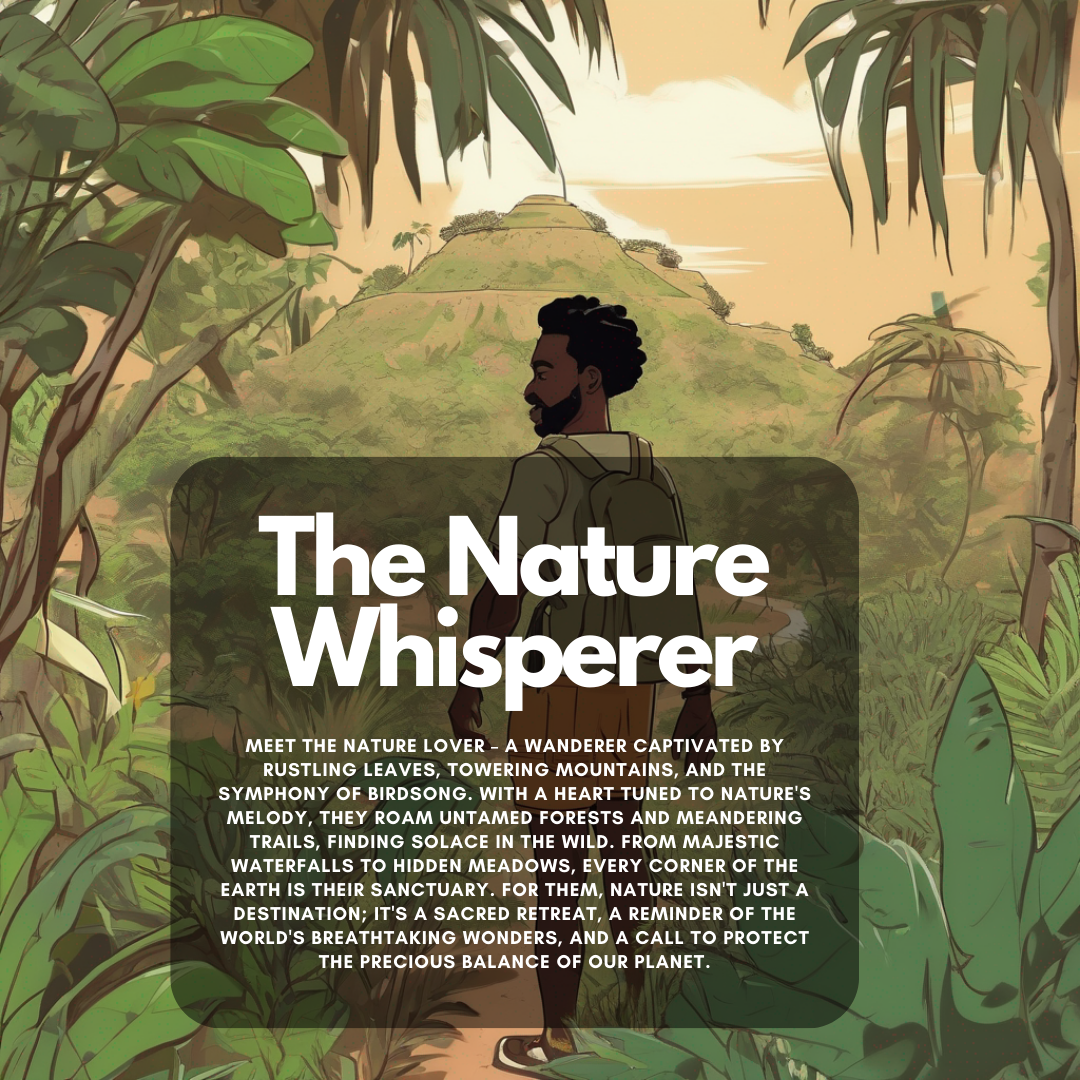 The Nature
Whisperer
MEET THE NATURE LOVER – A WANDERER CAPTIVATED BY
RUSTLING LEAVES, TOWERING MOUNTAINS, AND THE
SYMPHONY OF BIRDSONG. WITH A HEART TUNED TO NATURE'S
MELODY, THEY ROAM UNTAMED FORESTS AND MEANDERING
TRAILS, FINDING SOLACE IN THE WILD. FROM MAJESTIC
WATERFALLS TO HIDDEN MEADOWS, EVERY CORNER OF THE
EARTH IS THEIR SANCTUARY. FOR THEM, NATURE ISN'T JUST A
DESTINATION; IT'S A SACRED RETREAT, A REMINDER OF THE
WORLD'S BREATHTAKING WONDERS, AND A CALL TO PROTECT
THE PRECIOUS BALANCE OF OUR PLANET.